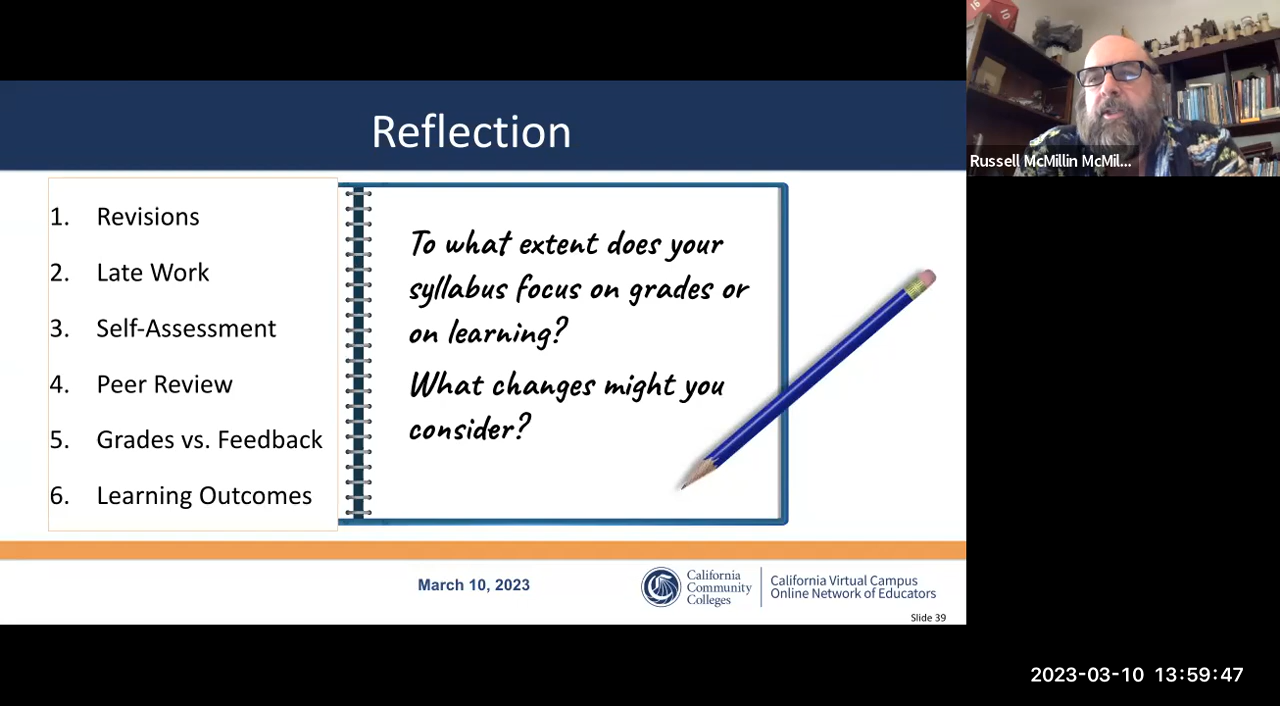 Reflection
1. Revisions
2. Late Work
3. Self-Assessment
4. Peer Review
5. Grades vs. Feedback
6. Learning Outcomes
To what extent does your
syllabus focus on grades or
on learning?
What changes might you
consider?
March 10, 2023
California
Community
Colleges
California Virtual Campus
Online Network of Educators
Slide 39
16
10
Russell McMillin McMil...
2023-03-10 13:59:47